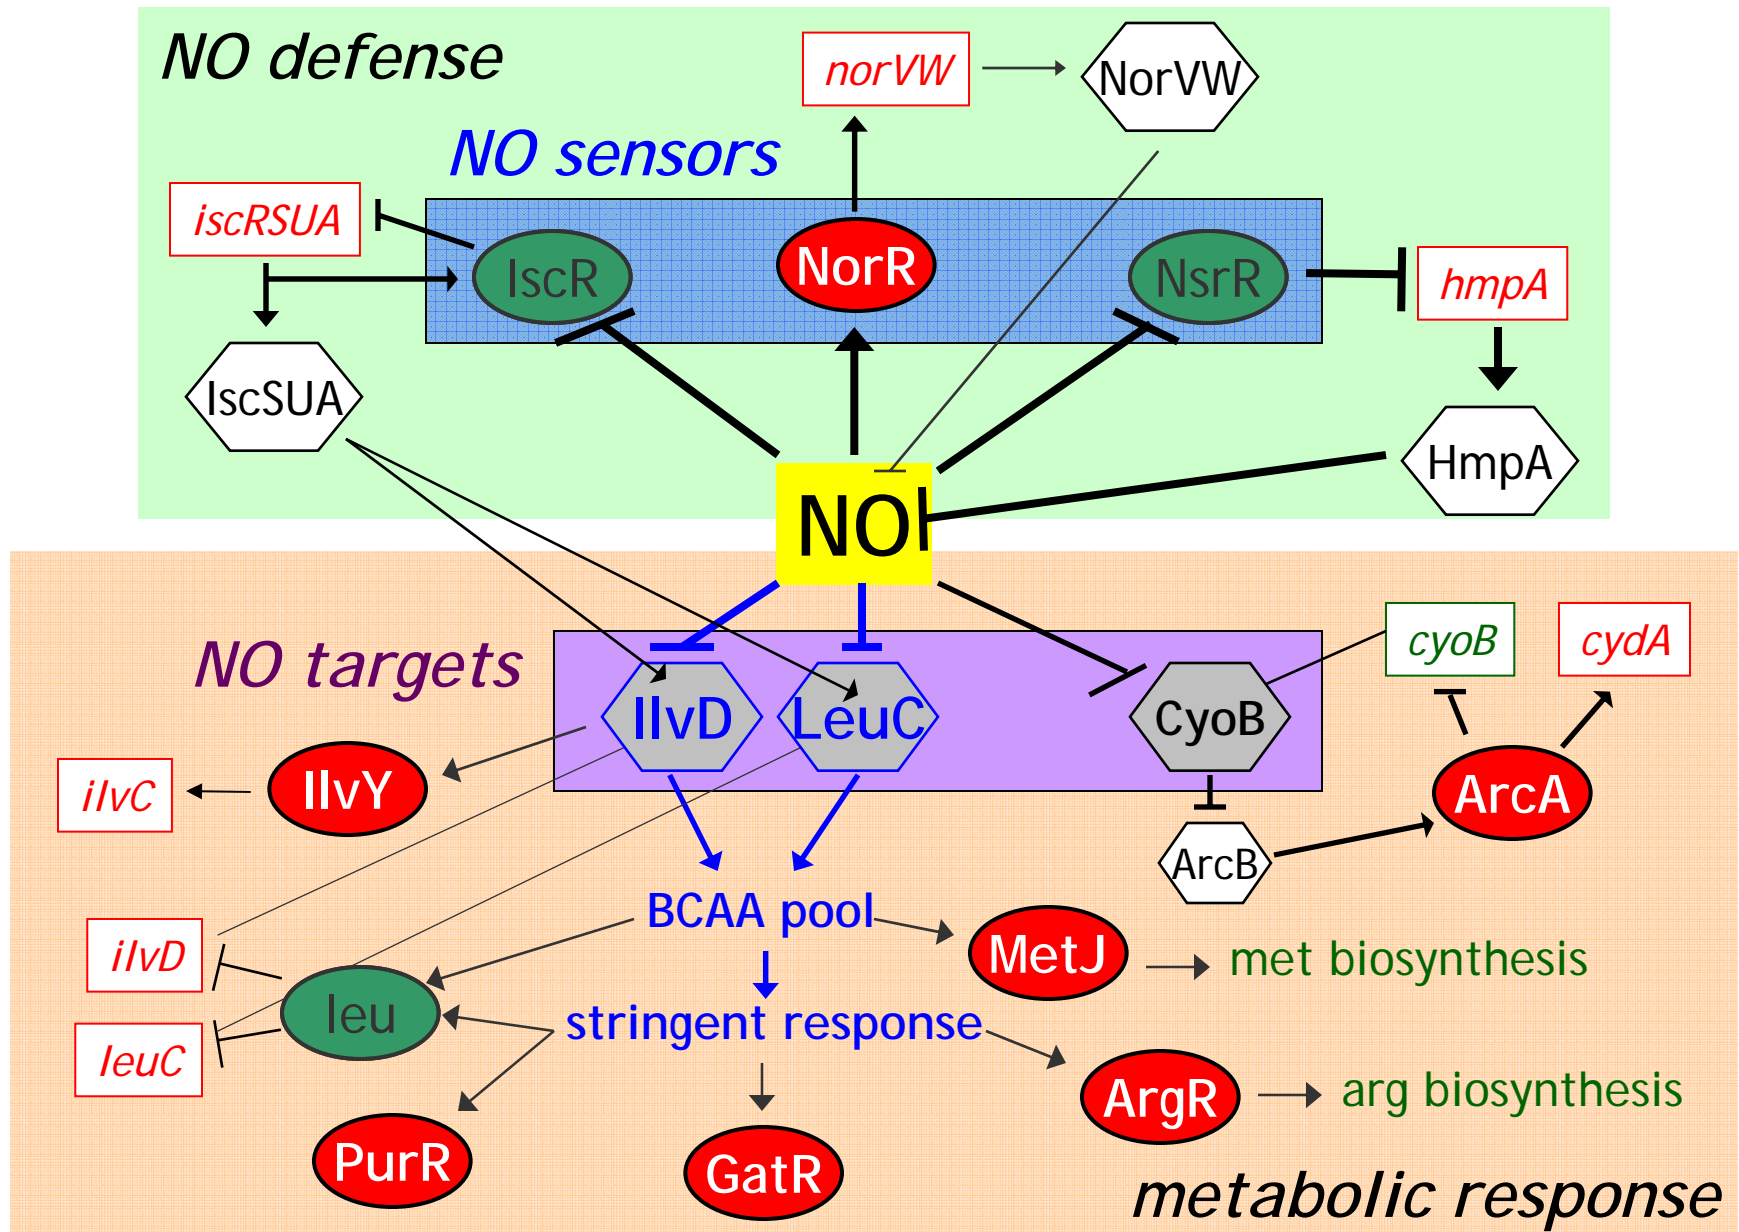 NO defense
norVW
NorVW
NO sensors
iscRSUA
IscR
NorR
NsrR
hmpA
IscSUA
HmpA
NO
NO targets
cyoB
cydA
IlvD
LeuC
CyoB
ilvC
IlvY
ArcA
ArcB
BCAA pool
ilvD
MetJ
met biosynthesis
leu
stringent response
leuC
ArgR
arg biosynthesis
PurR
GatR
metabolic response